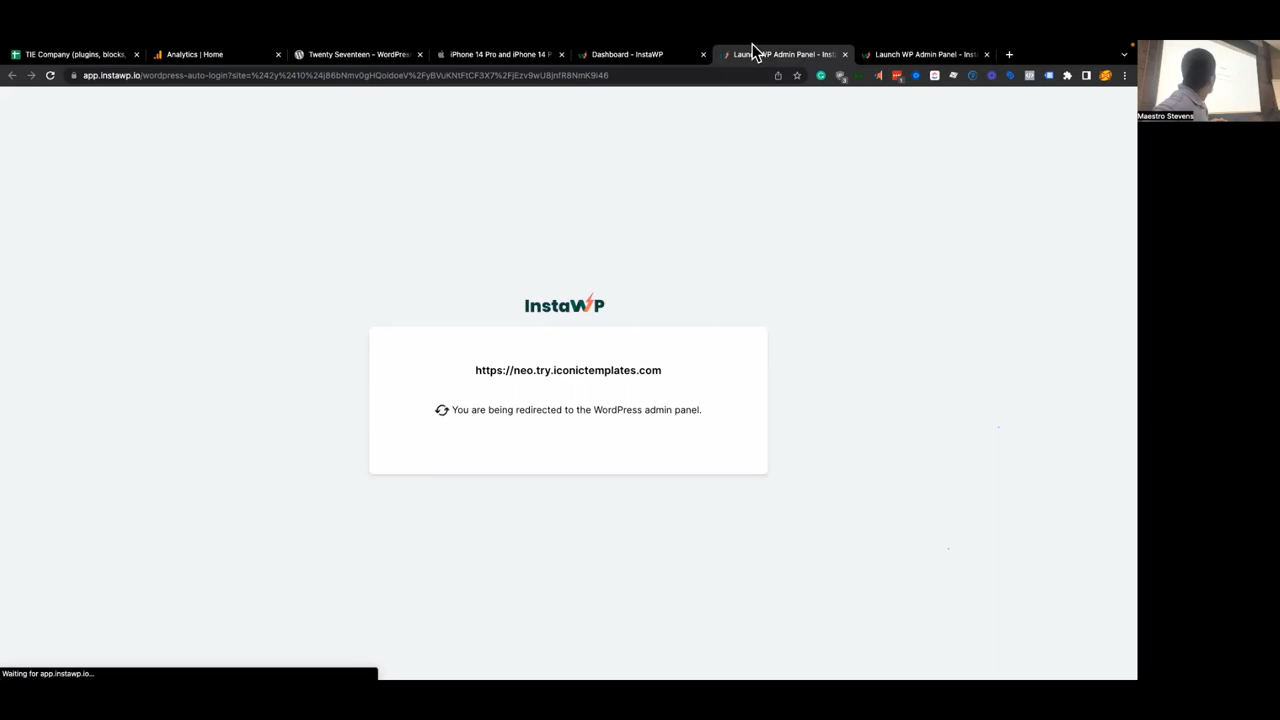 TIE Company (plugins, blocks,
Analytics | Home
Twenty Seventeen – WordPres
iPhone 14 Pro and iPhone 14 P
Dashboard - InstaWP
Launch WP Admin Panel - Inst
Launch WP Admin Panel - Inst
app.instawp.io/wordpress-auto-login?site=%242y%2410%24j86bNmv0gHQoidoeV%2FyBVuKNtFtCF3X7%2FjEzv9wU8jnfR8NmK9i46
Maestro Stevens
InstaWP
https://neo.try.iconictemplates.com
You are being redirected to the WordPress admin panel.
Waiting for app.instawp.io...